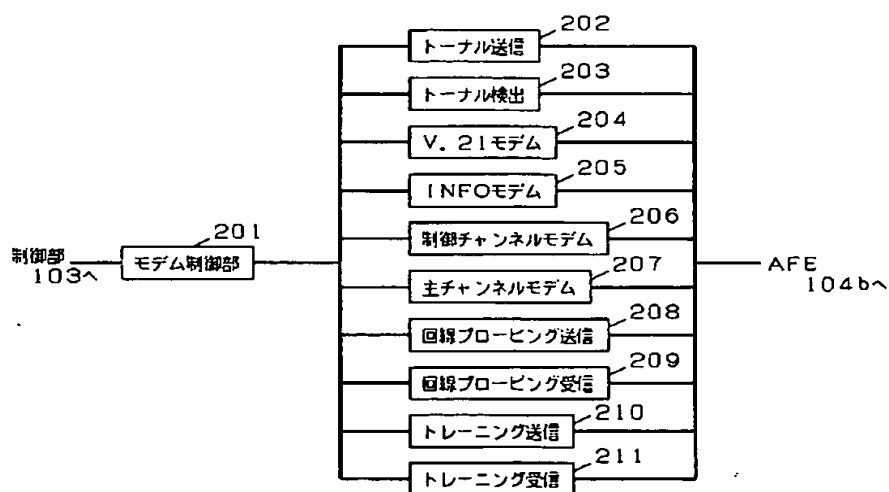 202
トーナル送信
203
トーナル検出
204
V．21モデム
205
INFOモデム
206
制御チャンネルモデム
制御部
103へ
201
モデム制御部
207
主チャンネルモデム
AFE
104bへ
208
回線プロービング送信
209
回線プロービング受信
210
トレーニング送信
211
トレーニング受信